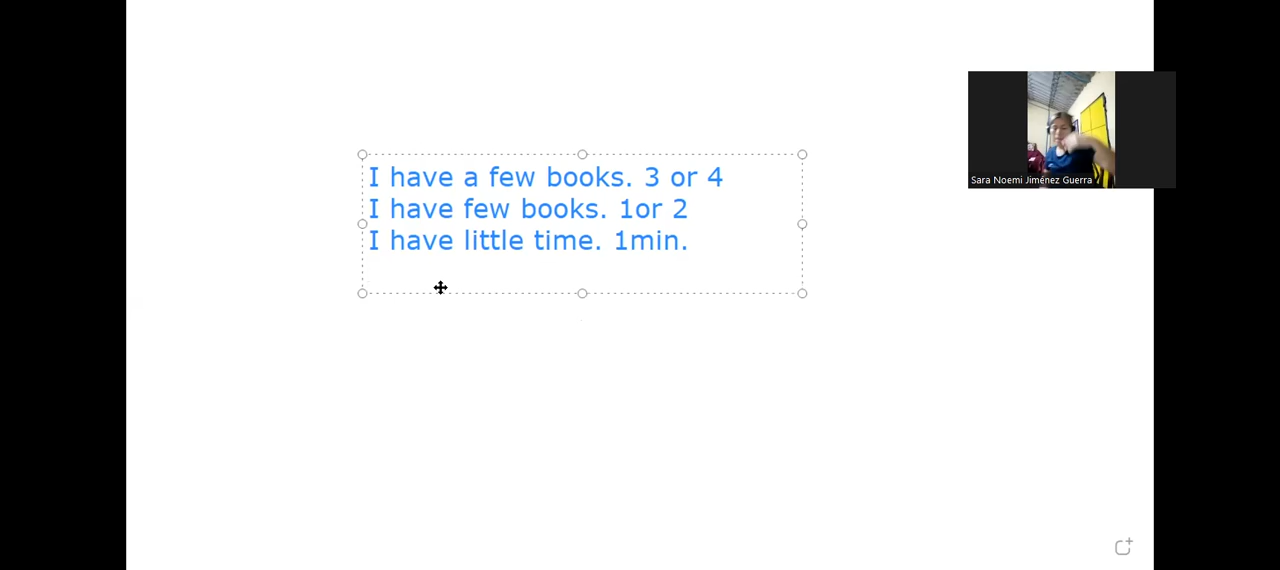 I have a few books. 3 or 4
I have few books. 1or 2
I have little time. 1min.
Sara Noemi Jiménez Guerra